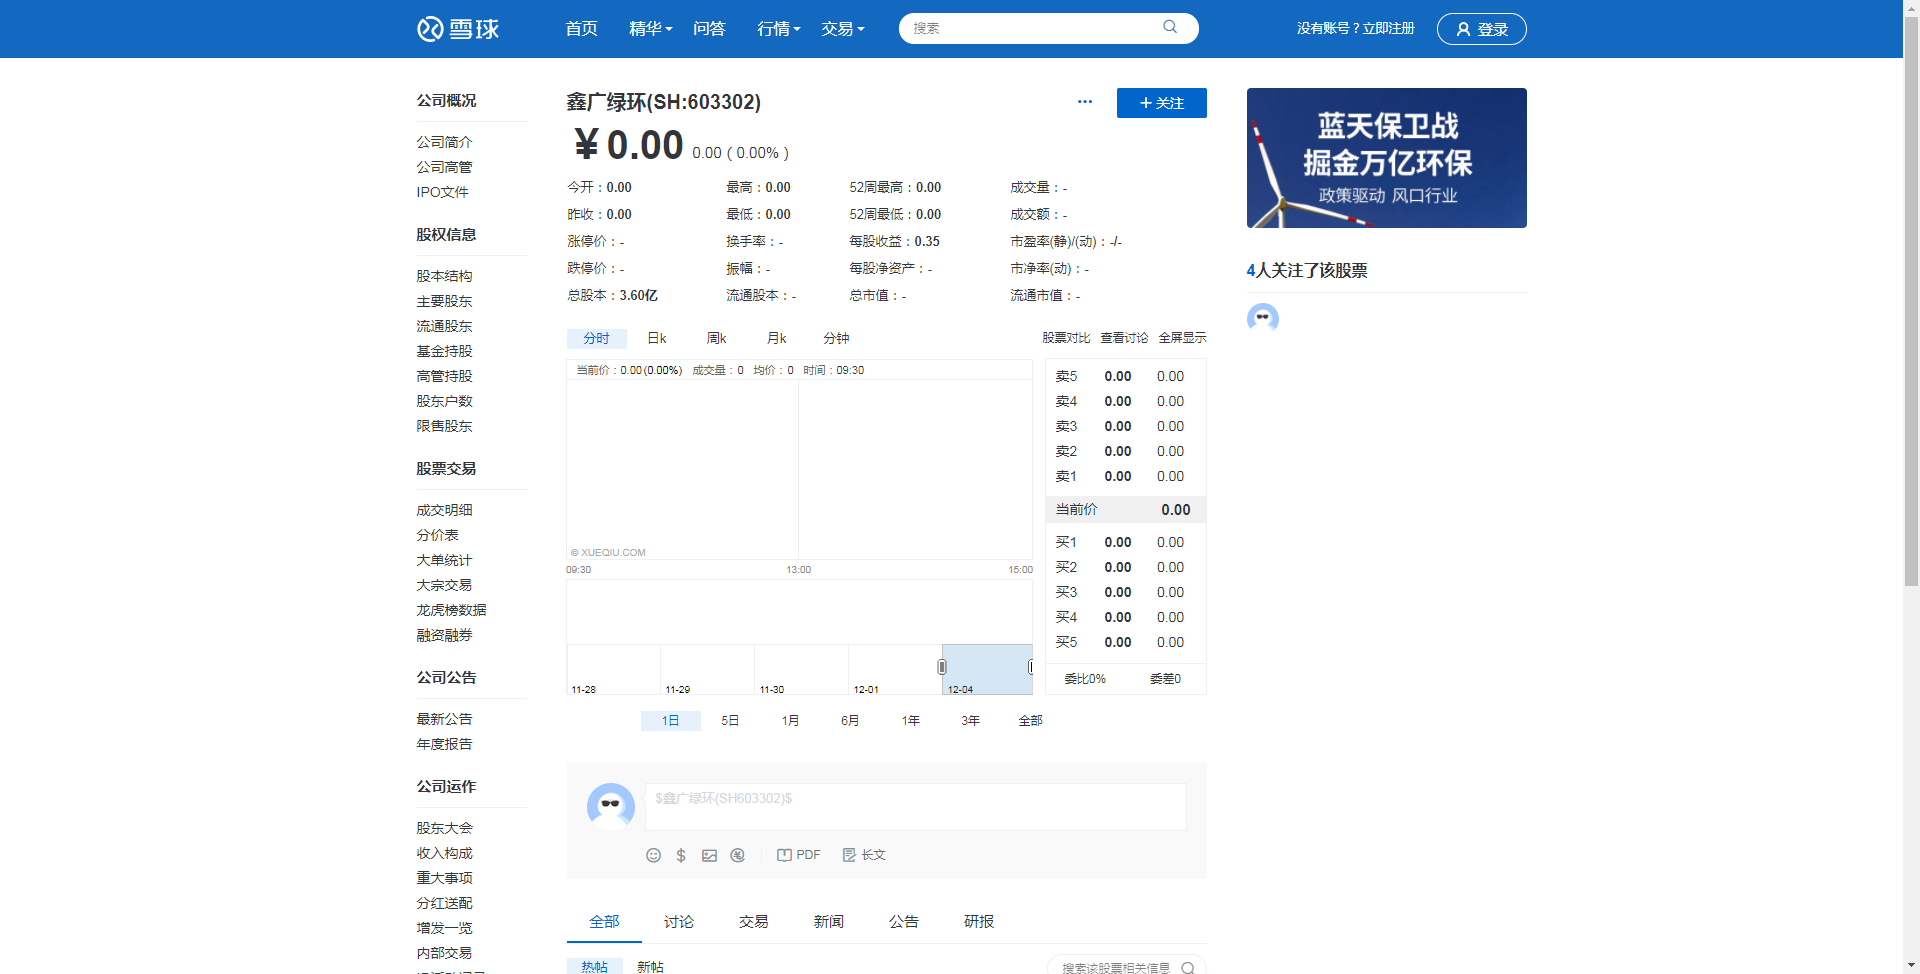 雪球
首页 精华 问答 行情 交易
搜索
没有账号？立即注册
登录
公司概况
公司简介
公司高管
IPO文件
股权信息
股本结构
主要股东
流通股东
基金持股
高管持股
股东户数
限售股东
股票交易
成交明细
分价表
大单统计
大宗交易
龙虎榜数据
融资融券
公司公告
最新公告
年度报告
公司运作
股东大会
收入构成
重大事项
分红送配
增发一览
内部交易
鑫广绿环(SH:603302)
+ 关注
¥0.00 0.00 ( 0.00% )
今开：0.00 最高：0.00 52周最高：0.00 成交量：-
昨收：0.00 最低：0.00 52周最低：0.00 成交额：-
涨停价：- 换手率：- 每股收益：0.35 市盈率(静)/(动)：-/-
跌停价：- 振幅：- 每股净资产：- 市净率(动)：-
总股本：3.60亿 流通股本：- 总市值：- 流通市值：-
分时 日k 周k 月k 分钟
股票对比 查看讨论 全屏显示
当前价：0.00(0.00%) 成交量：0 均价：0 时间：09:30
© XUEQIU.COM
09:30 13:00 15:00
11-28 11-29 11-30 12-01 12-04
1日 5日 1月 6月 1年 3年 全部
卖5 0.00 0.00
卖4 0.00 0.00
卖3 0.00 0.00
卖2 0.00 0.00
卖1 0.00 0.00
当前价 0.00
买1 0.00 0.00
买2 0.00 0.00
买3 0.00 0.00
买4 0.00 0.00
买5 0.00 0.00
委比0% 委差0
$鑫广绿环(SH603302)$
PDF 长文
全部 讨论 交易 新闻 公告 研报
热帖 新帖
搜索该股票相关信息
蓝天保卫战
掘金万亿环保
政策驱动 风口行业
4人关注了该股票